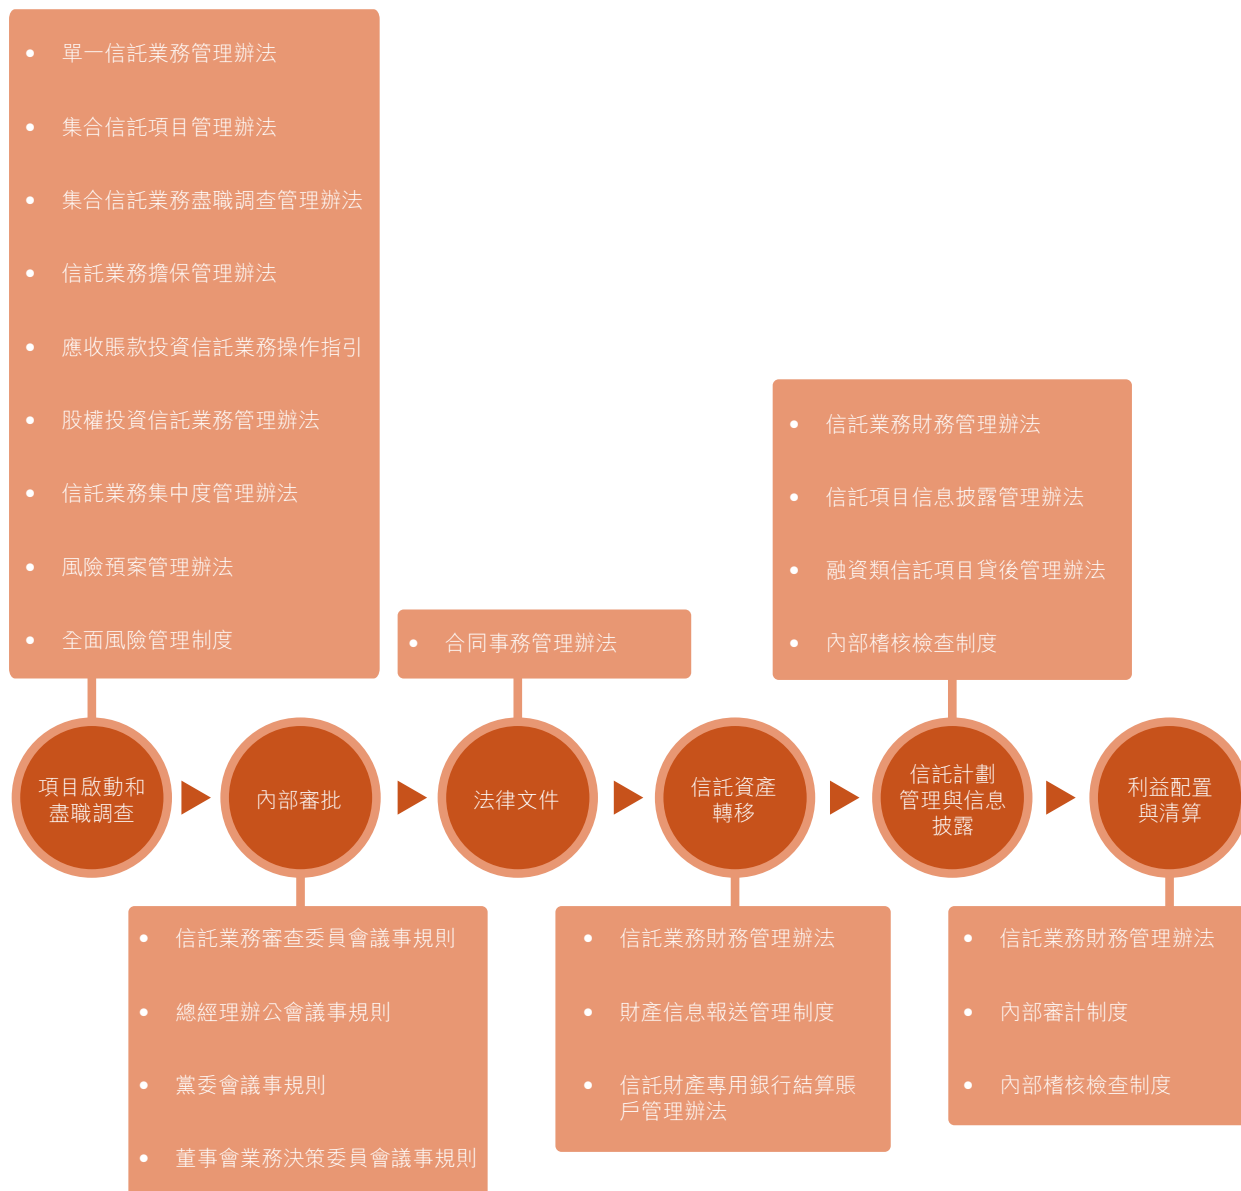 • 單一信託業務管理辦法
• 集合信託項目管理辦法
• 集合信託業務盡職調查管理辦法
• 信託業務擔保管理辦法
• 應收賬款投資信託業務操作指引
• 股權投資信託業務管理辦法
• 信託業務集中度管理辦法
• 風險預案管理辦法
• 全面風險管理制度
• 合同事務管理辦法
• 信託業務財務管理辦法
• 信託項目信息披露管理辦法
• 融資類信託項目貸後管理辦法
• 內部稽核檢查制度
項目啟動和
盡職調查
內部審批
法律文件
信託資產
轉移
信託計劃
管理與信息
披露
利益配置
與清算
• 信託業務審查委員會議事規則
• 總經理辦公會議事規則
• 黨委會議事規則
• 董事會業務決策委員會議事規則
• 信託業務財務管理辦法
• 財產信息報送管理制度
• 信託財產專用銀行結算賬
戶管理辦法
• 信託業務財務管理辦法
• 內部審計制度
• 內部稽核檢查制度